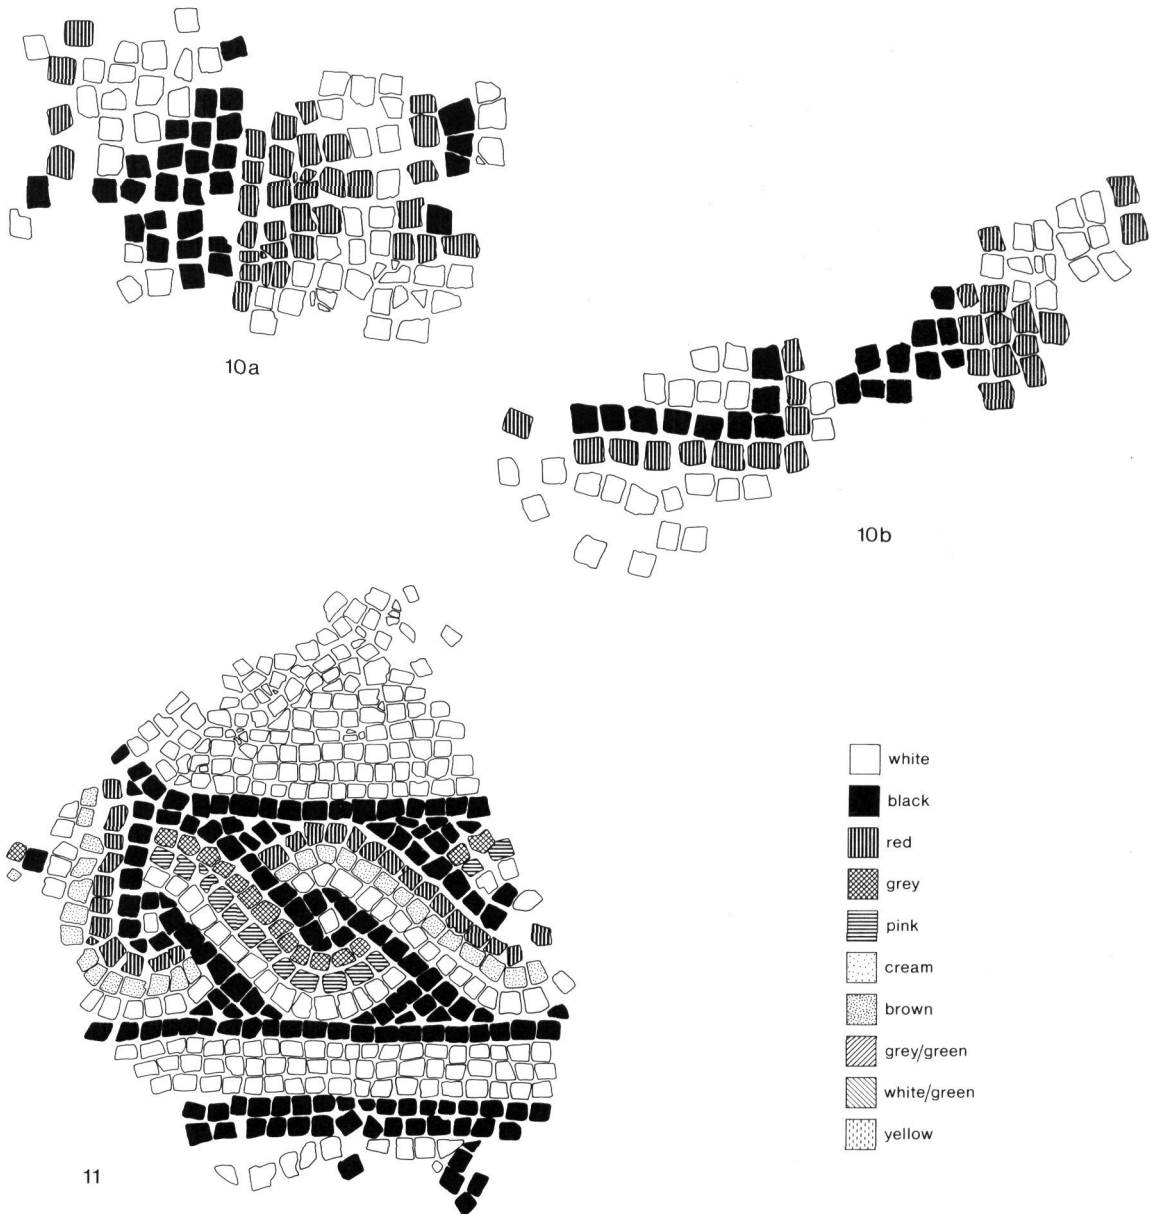 10a
10b
11
white
black
red
grey
pink
cream
brown
grey/green
white/green
yellow